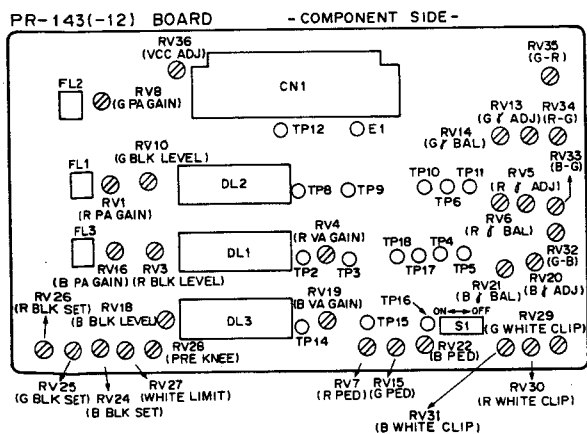 PR-143(-12) BOARD -COMPONENT SIDE-
RV36
(VCC ADJ)
RV35
(G-R)
FL2
RV8
(G PA GAIN)
CN1
RV13
(G γ ADJ)
RV34
(R-G)
RV14
(G γ BAL)
TP12
E1
RV33
(B-G)
RV10
(G BLK LEVEL)
FL1
DL2
TP8
TP9
TP10
TP11
TP6
RV5
(R γ ADJ)
RV1
(R PA GAIN)
RV6
(R γ BAL)
FL3
RV4
(R VA GAIN)
DL1
TP2
TP3
TP18
TP4
TP17
TP5
RV32
(G-B)
RV16
(B PA GAIN)
RV3
(R BLK LEVEL)
RV20
(B γ ADJ)
RV21
(B γ BAL)
RV26
(R BLK SET)
RV18
(B BLK LEVEL)
RV19
(B VA GAIN)
DL3
TP14
TP15
TP16
ON OFF
S1
RV29
(G WHITE CLIP)
RV28
(PRE KNEE)
RV22
(B PED)
RV25
(G BLK SET)
RV24
(B BLK SET)
RV27
(WHITE LIMIT)
RV7
(R PED)
RV15
(G PED)
RV31
(B WHITE CLIP)
RV30
(R WHITE CLIP)